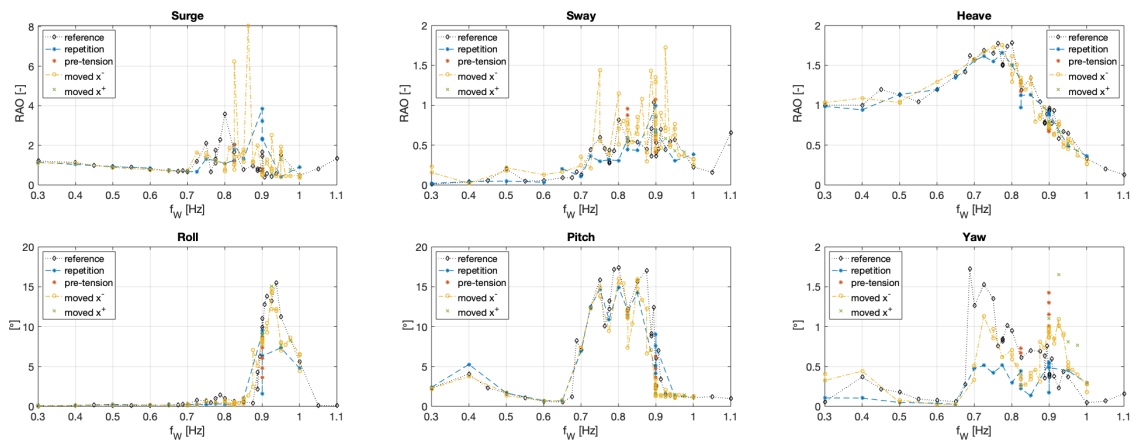 Surge
8
6
4
2
0
RAO [-]
reference
repetition
pre-tension
moved x-
moved x+
0.3 0.4 0.5 0.6 0.7 0.8 0.9 1 1.1
f_W [Hz]
Sway
2
1.5
1
0.5
0
RAO [-]
reference
repetition
pre-tension
moved x-
moved x+
0.3 0.4 0.5 0.6 0.7 0.8 0.9 1 1.1
f_W [Hz]
Heave
2
1.5
1
0.5
0
RAO [-]
reference
repetition
pre-tension
moved x-
moved x+
0.3 0.4 0.5 0.6 0.7 0.8 0.9 1 1.1
f_W [Hz]
Roll
20
15
10
5
0
[°]
reference
repetition
pre-tension
moved x-
moved x+
0.3 0.4 0.5 0.6 0.7 0.8 0.9 1 1.1
f_W [Hz]
Pitch
20
15
10
5
0
[°]
reference
repetition
pre-tension
moved x-
moved x+
0.3 0.4 0.5 0.6 0.7 0.8 0.9 1 1.1
f_W [Hz]
Yaw
2
1.5
1
0.5
0
[°]
reference
repetition
pre-tension
moved x-
moved x+
0.3 0.4 0.5 0.6 0.7 0.8 0.9 1 1.1
f_W [Hz]